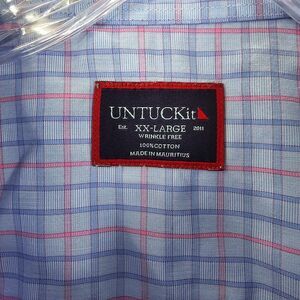 UNTUCKit
Est. XX-LARGE 2011
WRINKLE FREE
100% COTTON
MADE IN MAURITIUS